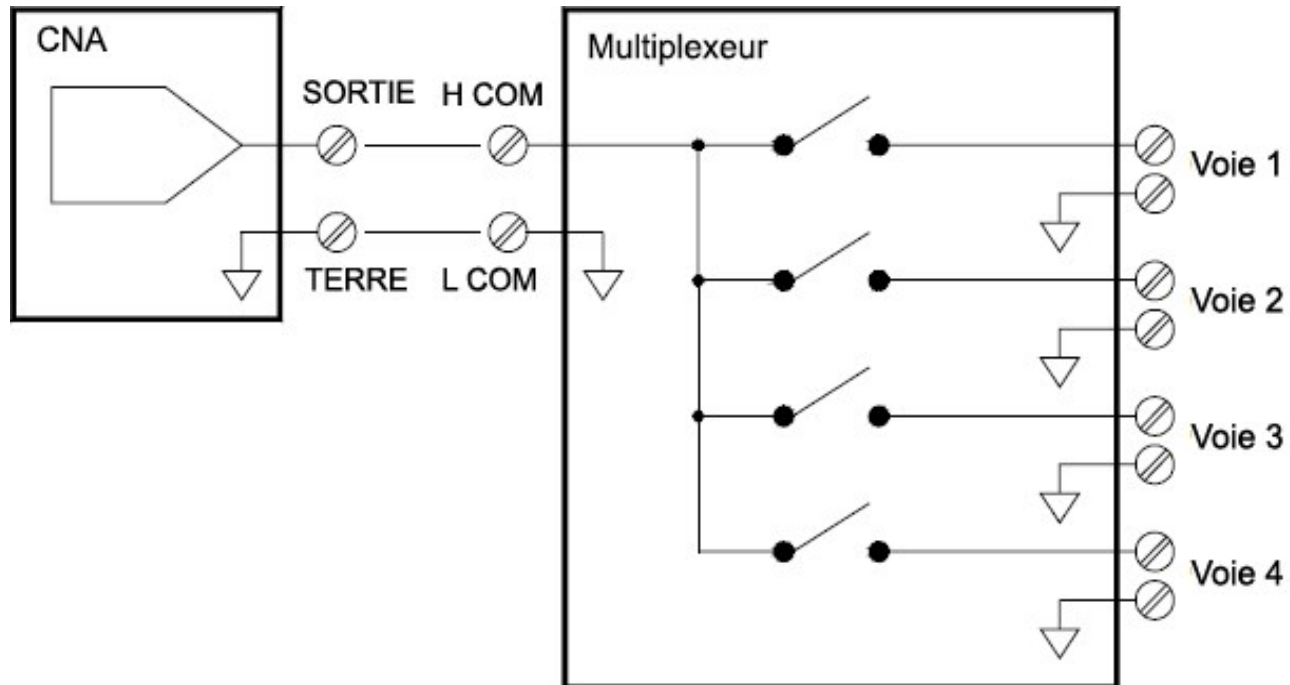 CNA
Multiplexeur
SORTIE H COM
Voie 1
TERRE L COM
Voie 2
Voie 3
Voie 4